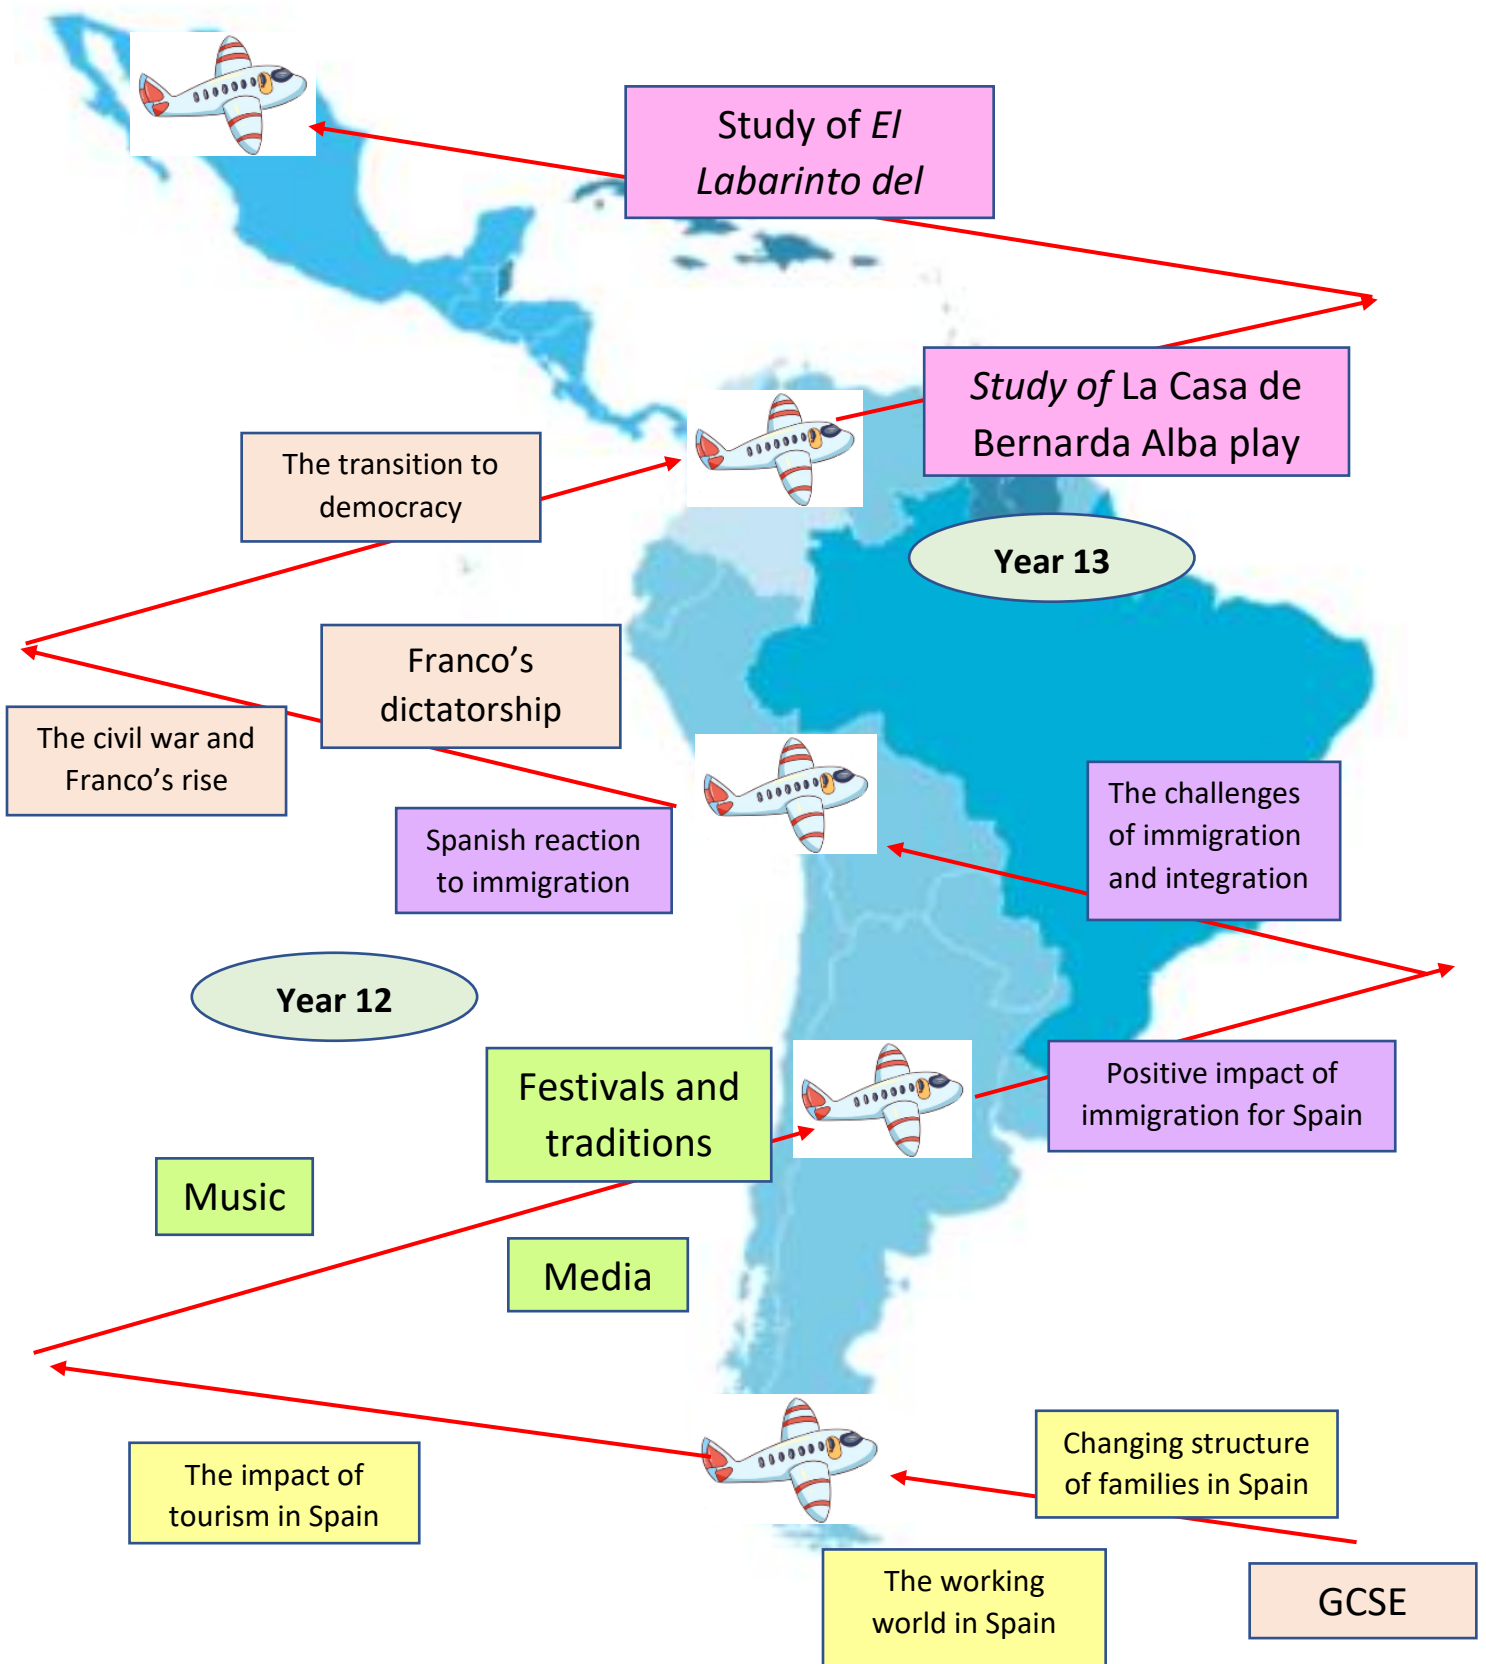 Study of El
Labarinto del
Study of La Casa de
Bernarda Alba play
The transition to
democracy
Year 13
Franco’s
dictatorship
The civil war and
Franco’s rise
The challenges
of immigration
and integration
Spanish reaction
to immigration
Year 12
Festivals and
traditions
Positive impact of
immigration for Spain
Music
Media
Changing structure
of families in Spain
The impact of
tourism in Spain
The working
world in Spain
GCSE